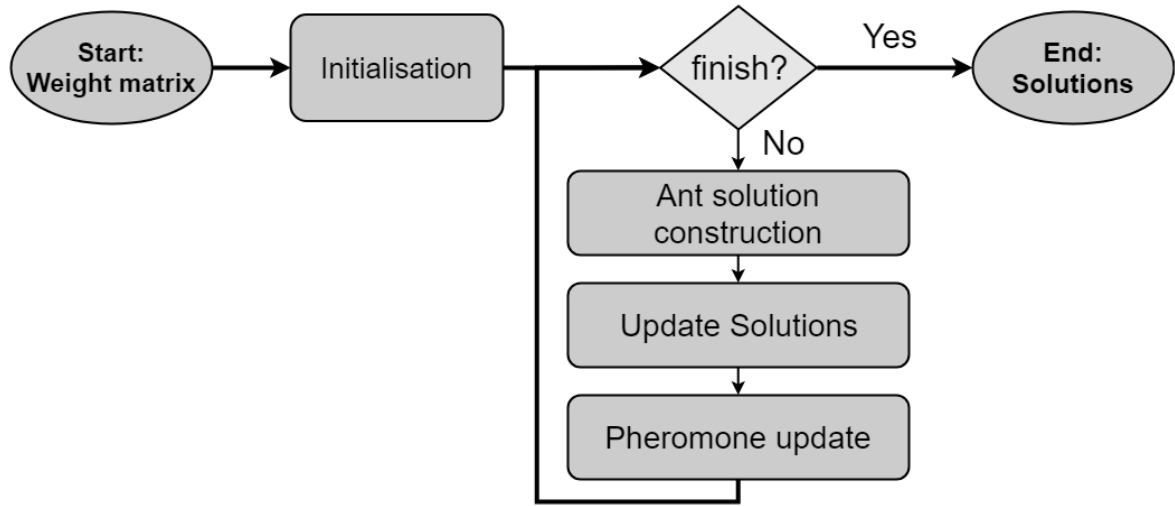 Start:
Weight matrix
Initialisation
finish?
Yes
End:
Solutions
No
Ant solution
construction
Update Solutions
Pheromone update